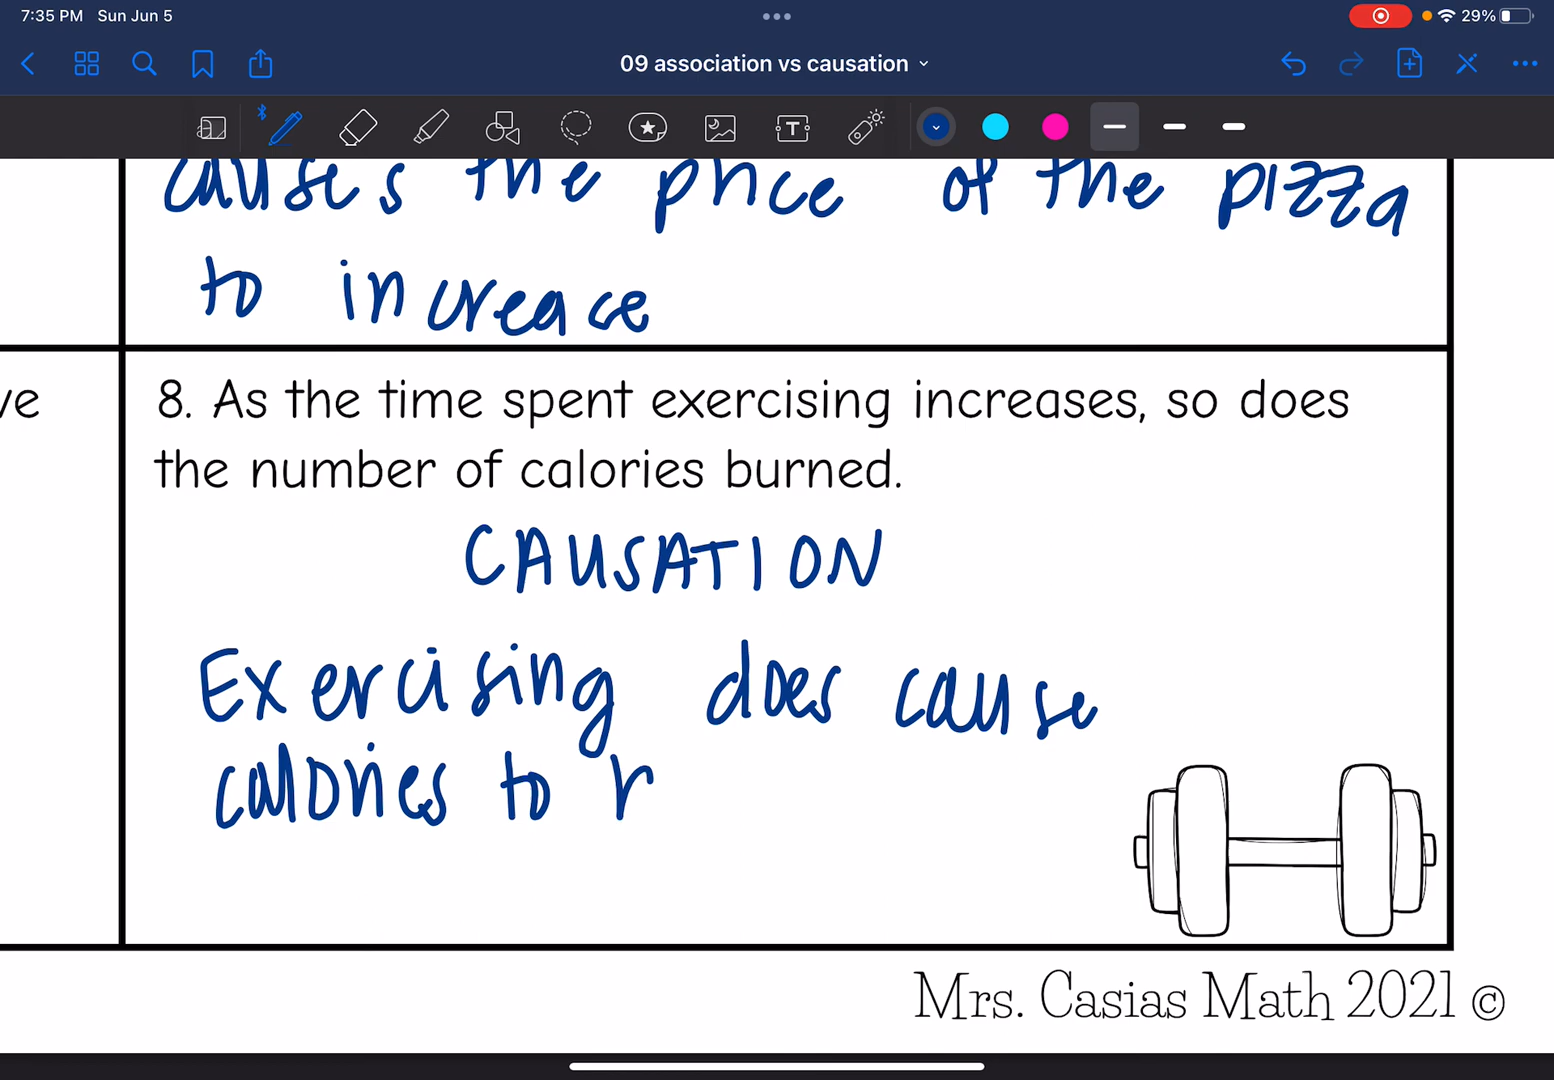 7:35 PM Sun Jun 5
29%
09 association vs causation
T
causes the price of the pizza
to increace
ve
8. As the time spent exercising increases, so does
the number of calories burned.
CAUSATION
Exercising does cause
calories to
Mrs. Casias Math 2021 ©